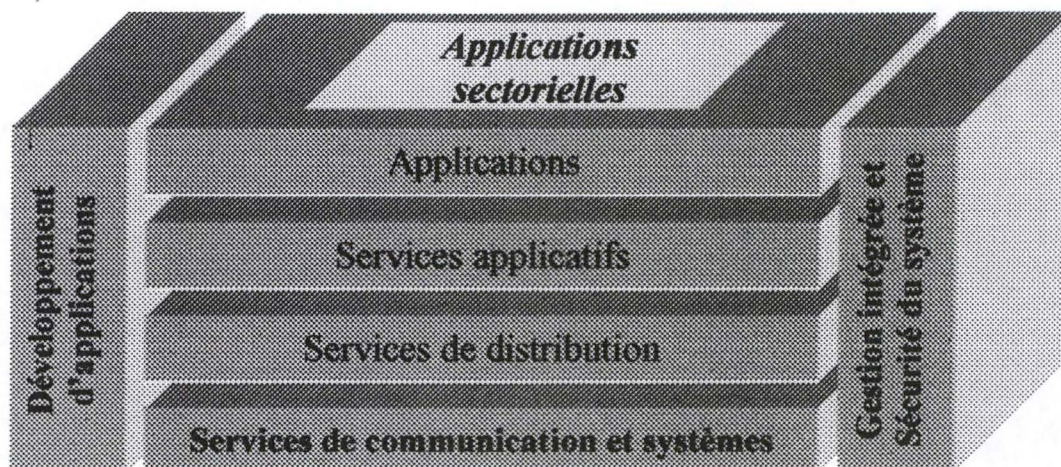 Applications
sectorielles
Applications
Services applicatifs
Services de distribution
Services de communication et systèmes
Développement
d'applications
Gestion intégrée et
Sécurité du système